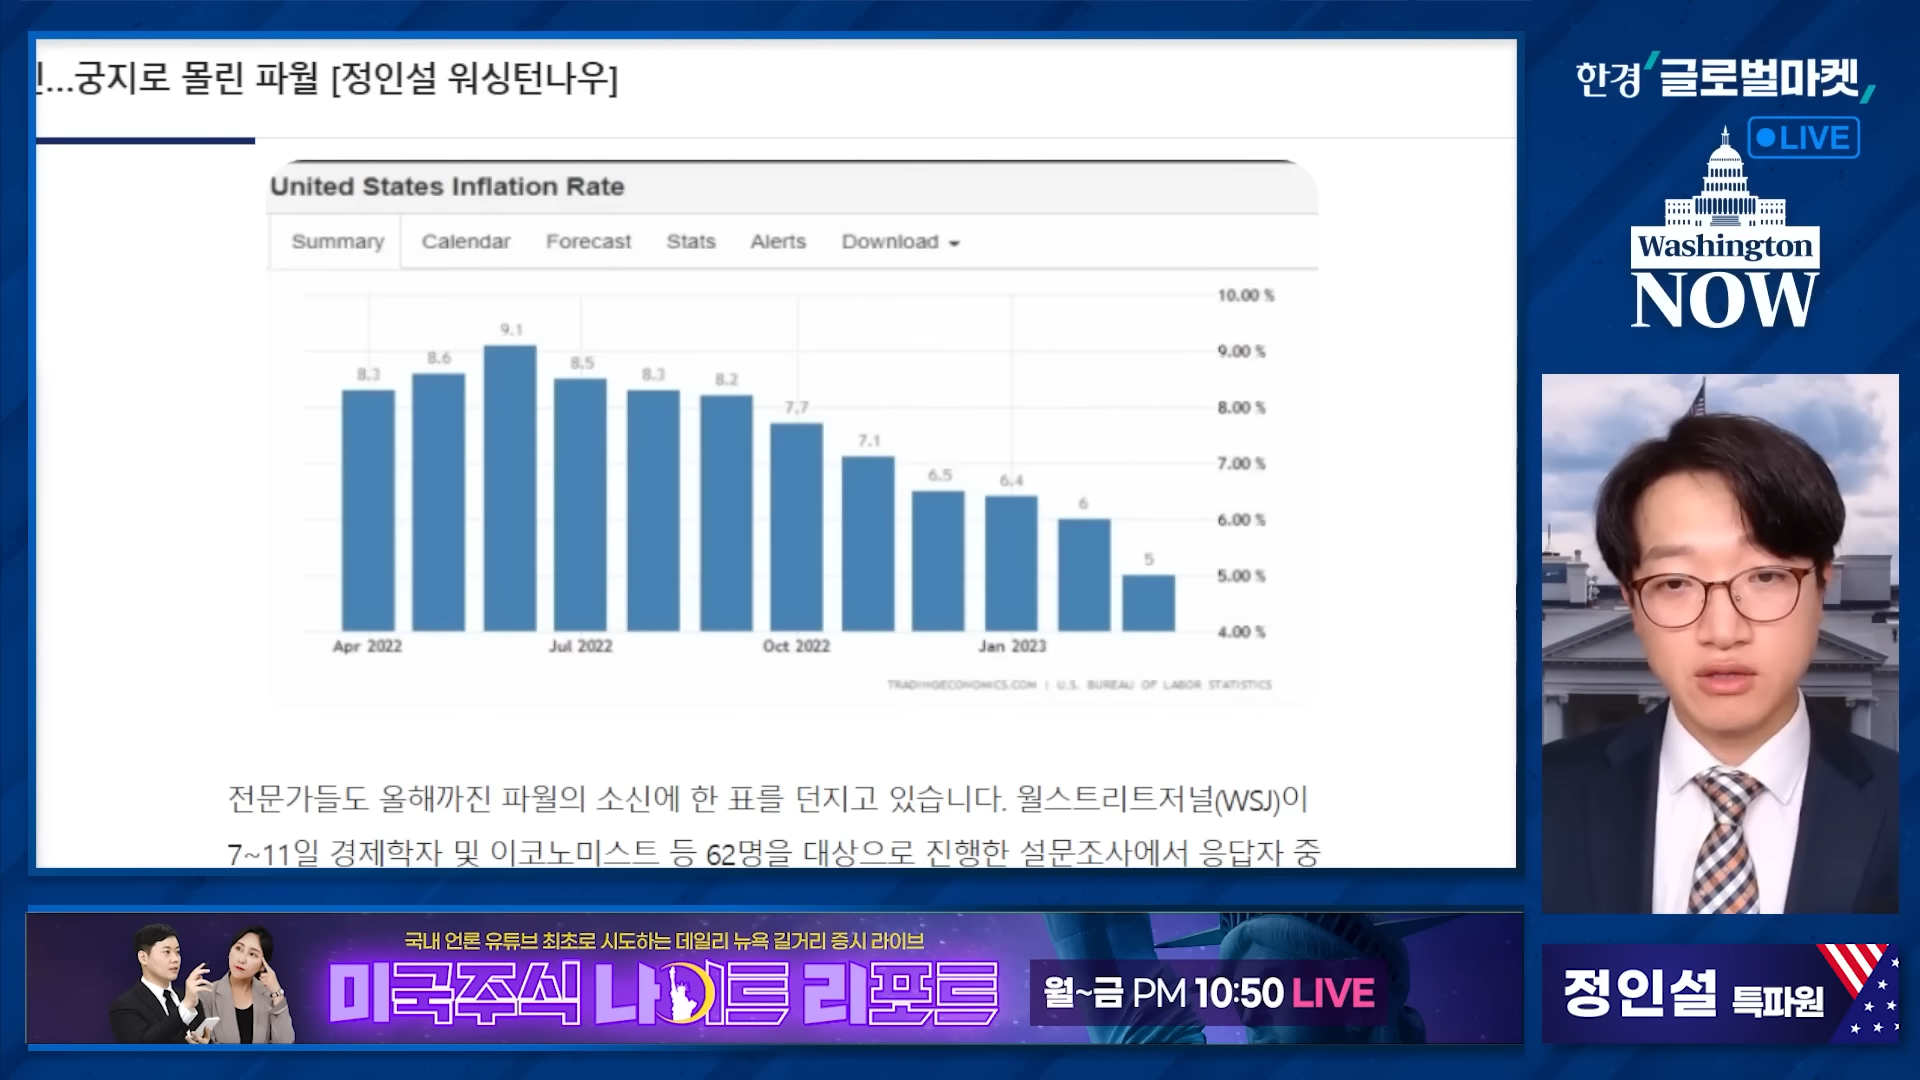 ...궁지로 몰린 파월 [정인설 워싱턴나우]
United States Inflation Rate
Summary Calendar Forecast Stats Alerts Download
10.00 %
9.00 %
8.00 %
7.00 %
6.00 %
5.00 %
4.00 %
8.3 8.6 9.1 8.5 8.3 8.2 7.7 7.1 6.5 6.4 6 5
Apr 2022 Jul 2022 Oct 2022 Jan 2023
TRADINGECONOMICS.COM | U.S. BUREAU OF LABOR STATISTICS
전문가들도 올해까진 파월의 소신에 한 표를 던지고 있습니다. 월스트리트저널(WSJ)이
7~11일 경제학자 및 이코노미스트 등 62명을 대상으로 진행한 설문조사에서 응답자 중
한경 글로벌마켓
LIVE
Washington
NOW
국내 언론 유튜브 최초로 시도하는 데일리 뉴욕 길거리 증시 라이브
미국주식 나이트 리포트
월~금 PM 10:50 LIVE
정인설 특파원